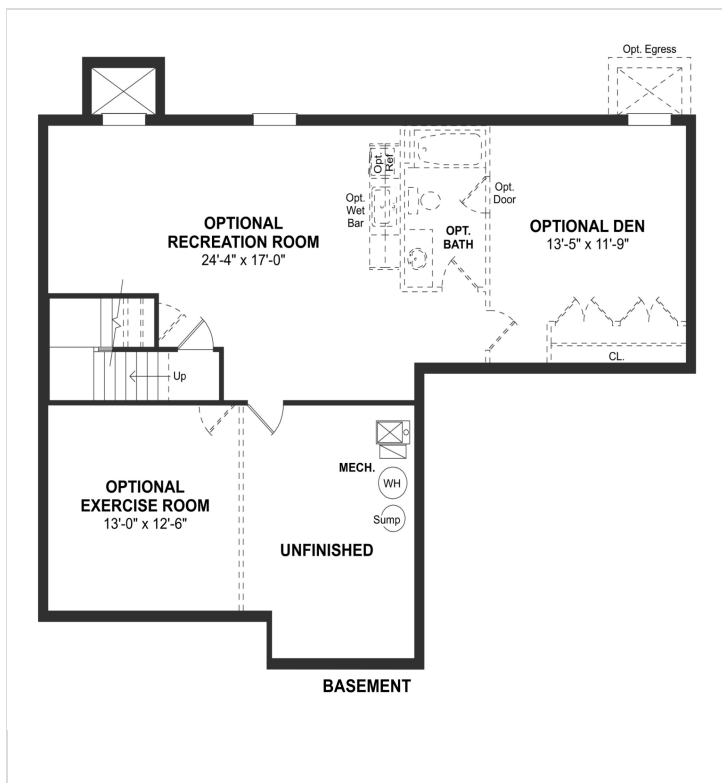 Opt. Egress
Opt.
Ref
Opt.
Wet
Bar
Opt.
Door
OPTIONAL
RECREATION ROOM
24'-4" x 17'-0"
OPT.
BATH
OPTIONAL DEN
13'-5" x 11'-9"
CL.
Up
MECH.
WH
Sump
OPTIONAL
EXERCISE ROOM
13'-0" x 12'-6"
UNFINISHED
BASEMENT